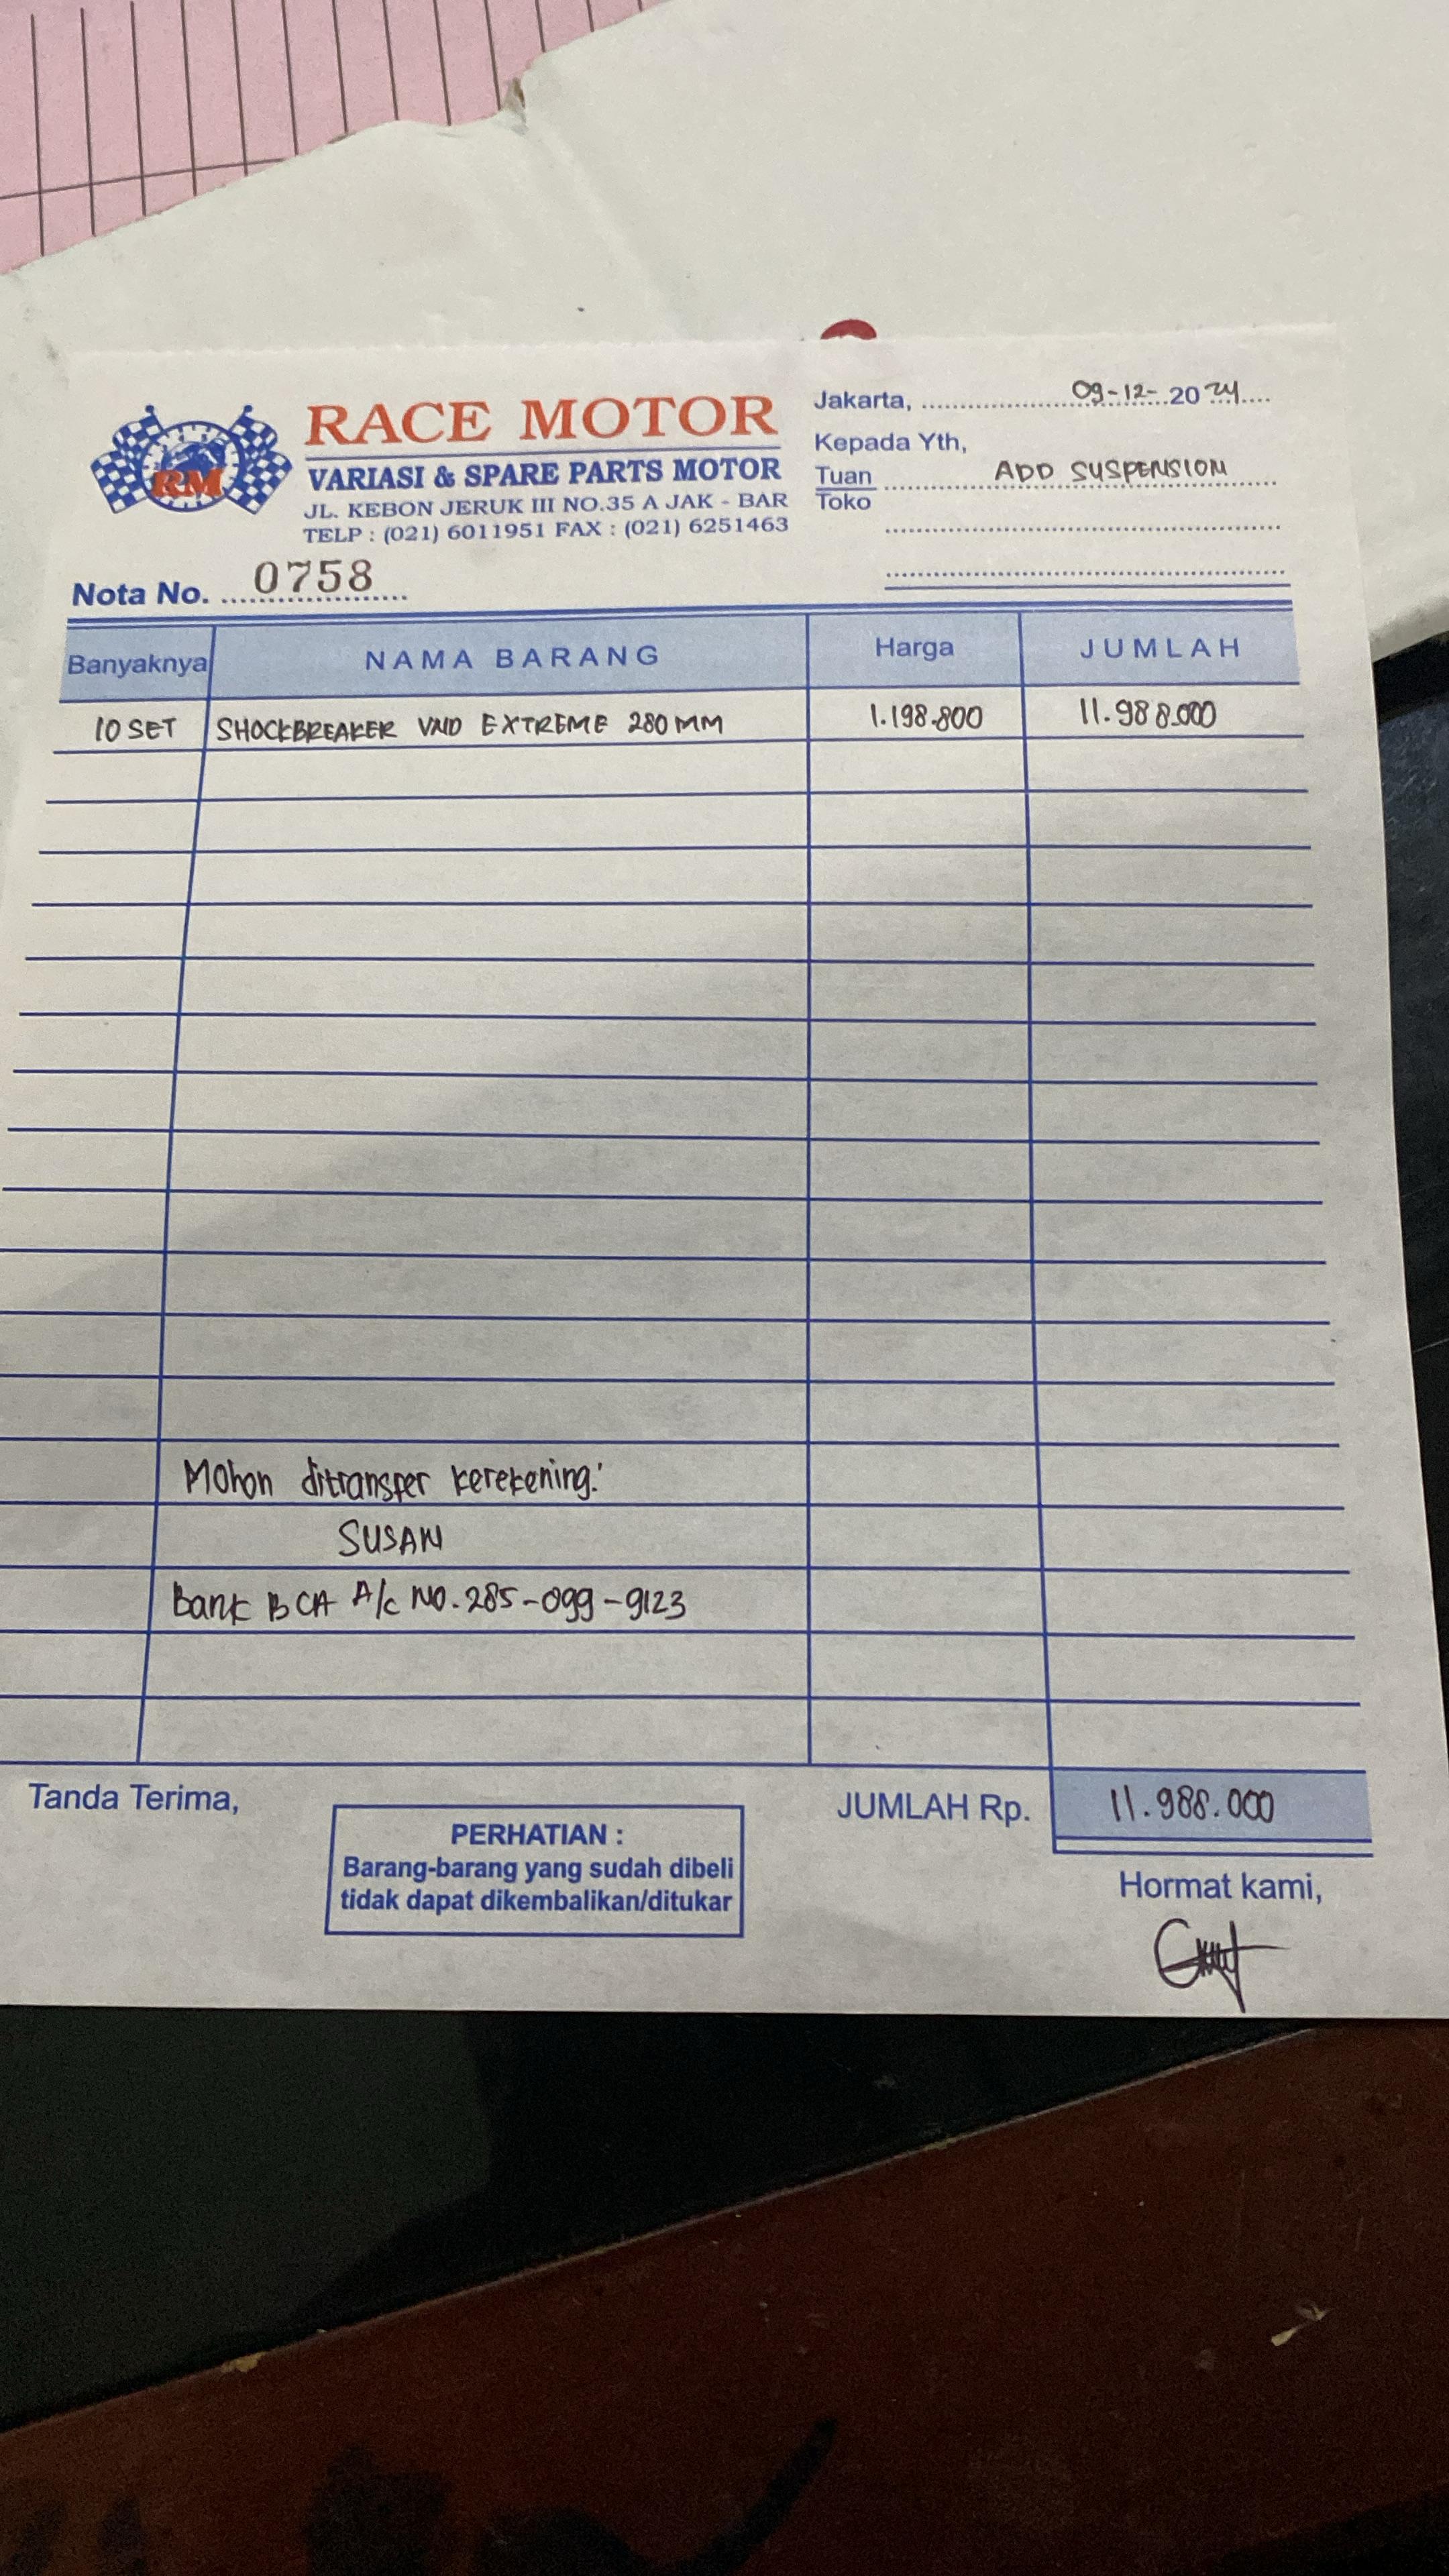 RACE MOTOR
VARIASI & SPARE PARTS MOTOR
JL. KEBON JERUK III NO.35 A JAK - BAR
TELP : (021) 6011951 FAX : (021) 6251463
RM
Nota No. 0758
Jakarta, 09-12-2024
Kepada Yth,
Tuan ADD SUSPENSION
Toko
Banyaknya NAMA BARANG Harga JUMLAH
10 SET SHOCKBREAKER VND EXTREME 280 MM 1.198.800 11.988.000
Mohon ditransfer kerekening:
SUSAN
Bank BCA A/c NO. 285-099-9123
Tanda Terima,
PERHATIAN :
Barang-barang yang sudah dibeli
tidak dapat dikembalikan/ditukar
JUMLAH Rp. 11.988.000
Hormat kami,